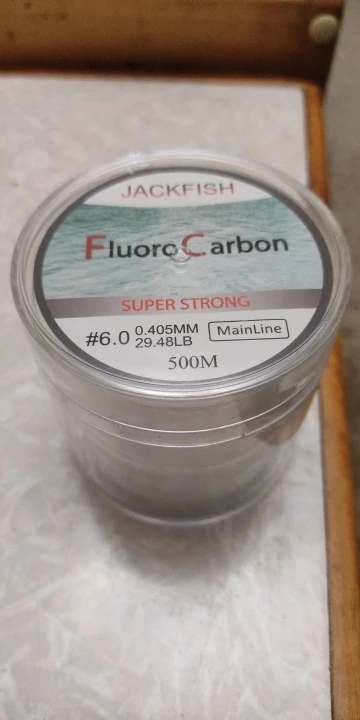 JACKFISH
FluoroCarbon
SUPER STRONG
#6.0 0.405MM MainLine
29.48LB
500M